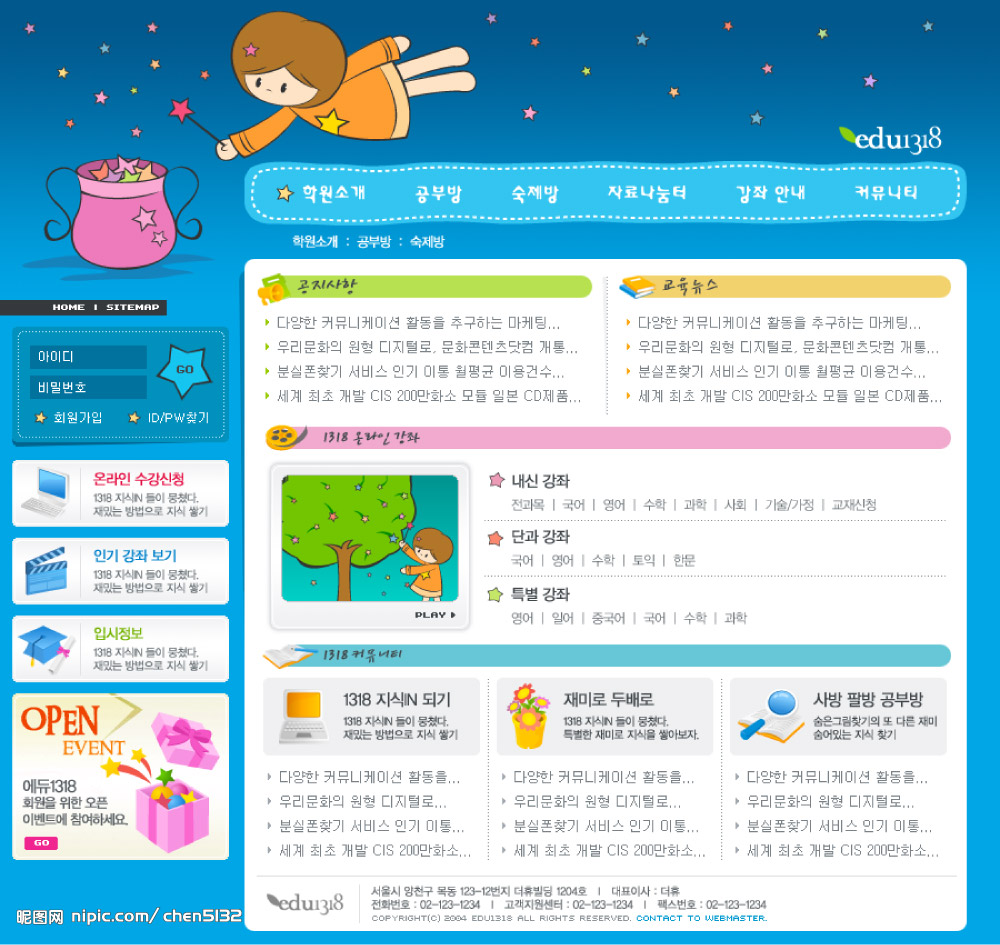 edu1318
학원소개 공부방 숙제방 자료나눔터 강좌 안내 커뮤니티
학원소개 : 공부방 : 숙제방
HOME | SITEMAP
아이디
비밀번호
GO
회원가입 ID/PW찾기
온라인 수강신청
1318 지식IN 들이 뭉쳤다.
재밌는 방법으로 지식 쌓기
인기 강좌 보기
1318 지식IN 들이 뭉쳤다.
재밌는 방법으로 지식 쌓기
입시정보
1318 지식IN 들이 뭉쳤다.
재밌는 방법으로 지식 쌓기
OPEN
EVENT
에듀1318
회원을 위한 오픈
이벤트에 참여하세요.
GO
공지사항
다양한 커뮤니케이션 활동을 추구하는 마케팅...
우리문화의 원형 디지털로, 문화콘텐츠닷컴 개통...
분실폰찾기 서비스 인기 이통 월평균 이용건수...
세계 최초 개발 CIS 200만화소 모듈 일본 CD제품...
교육뉴스
다양한 커뮤니케이션 활동을 추구하는 마케팅...
우리문화의 원형 디지털로, 문화콘텐츠닷컴 개통...
분실폰찾기 서비스 인기 이통 월평균 이용건수...
세계 최초 개발 CIS 200만화소 모듈 일본 CD제품...
1318 온라인 강좌
PLAY
내신 강좌
전과목 | 국어 | 영어 | 수학 | 과학 | 사회 | 기술/가정 | 교재신청
단과 강좌
국어 | 영어 | 수학 | 토익 | 한문
특별 강좌
영어 | 일어 | 중국어 | 국어 | 수학 | 과학
1318 커뮤니티
1318 지식IN 되기
1318 지식IN 들이 뭉쳤다.
재밌는 방법으로 지식 쌓기
다양한 커뮤니케이션 활동을...
우리문화의 원형 디지털로...
분실폰찾기 서비스 인기 이통...
세계 최초 개발 CIS 200만화소...
재미로 두배로
1318 지식IN 들이 뭉쳤다.
특별한 재미로 지식을 쌓아보자.
다양한 커뮤니케이션 활동을...
우리문화의 원형 디지털로...
분실폰찾기 서비스 인기 이통...
세계 최초 개발 CIS 200만화소...
사방 팔방 공부방
숨은그림찾기의 또 다른 재미
숨어있는 지식 찾기
다양한 커뮤니케이션 활동을...
우리문화의 원형 디지털로...
분실폰찾기 서비스 인기 이통...
세계 최초 개발 CIS 200만화소...
edu1318
서울시 양천구 목동 123-12번지 더휴빌딩 1204호 | 대표이사 : 더휴
전화번호 : 02-123-1234 | 고객지원센터 : 02-123-1234 | 팩스번호 : 02-123-1234
COPYRIGHT(C) 2004 EDU1318 ALL RIGHTS RESERVED. CONTACT TO WEBMASTER.
昵图网 nipic.com/chen5132